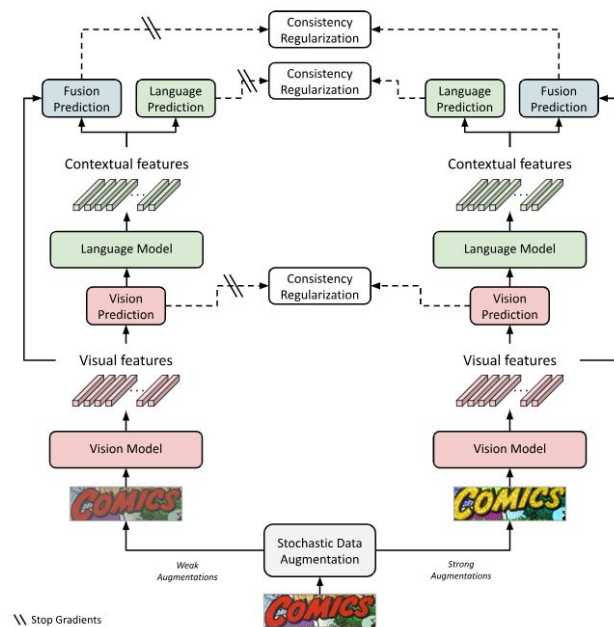 Consistency
Regularization
Fusion
Prediction
Language
Prediction
Consistency
Regularization
Language
Prediction
Fusion
Prediction
Contextual features
Contextual features
Language Model
Language Model
Vision
Prediction
Consistency
Regularization
Vision
Prediction
Visual features
Visual features
Vision Model
Vision Model
COMICS
COMICS
Stochastic Data
Augmentation
Weak
Augmentations
Strong
Augmentations
COMICS
\\ Stop Gradients